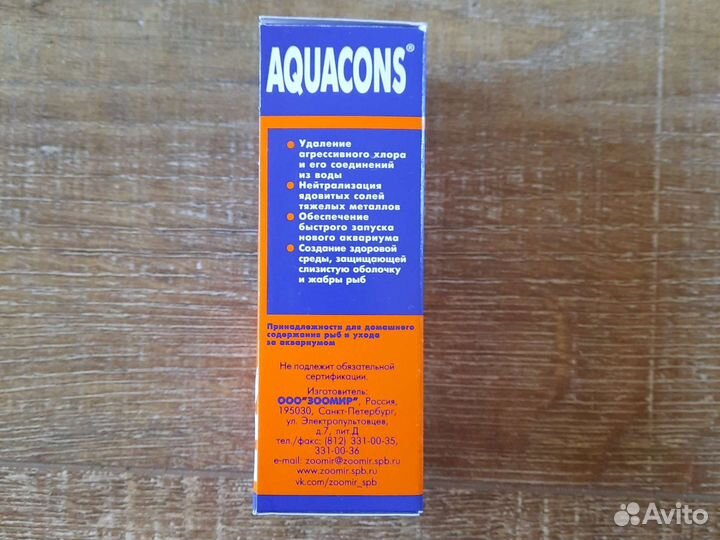 AQUACONS®
• Удаление
агрессивного хлора
и его соединений
из воды
• Нейтрализация
ядовитых солей
тяжелых металлов
• Обеспечение
быстрого запуска
нового аквариума
• Создание здоровой
среды, защищающей
слизистую оболочку
и жабры рыб
Принадлежности для домашнего
содержания рыб и ухода
за аквариумом
Не подлежит обязательной
сертификации.
Изготовитель:
ООО"ЗООМИР", Россия,
195030, Санкт-Петербург,
ул. Электропультовцев,
д.7, лит.Д
тел./факс: (812) 331-00-35,
331-00-36
e-mail: zoomir@zoomir.spb.ru
www.zoomir.spb.ru
vk.com/zoomir_spb
Avito